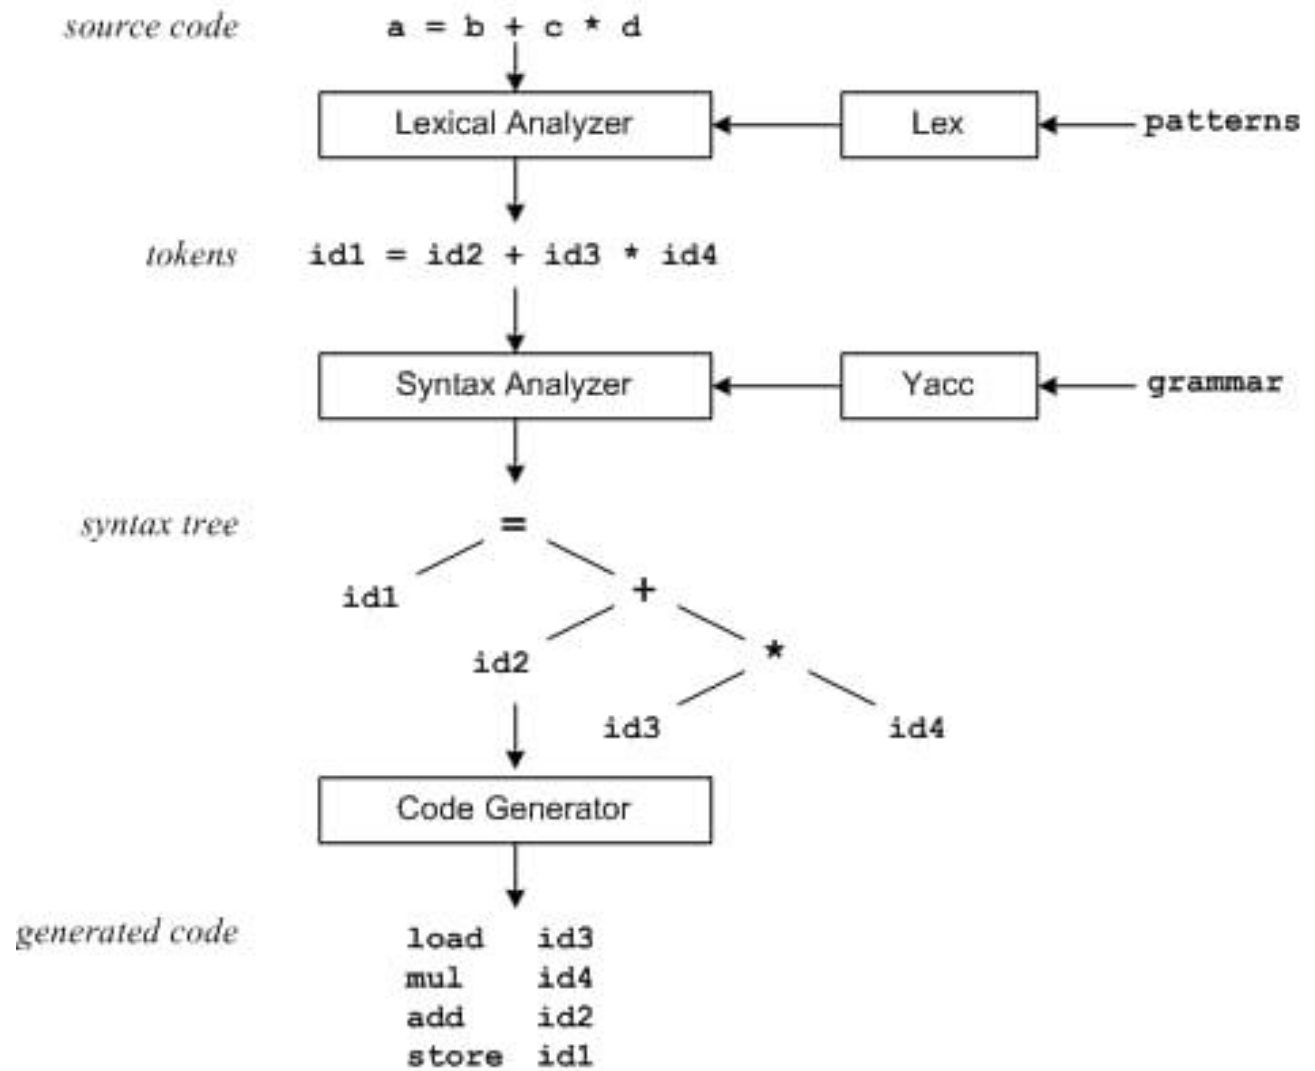 source code a = b + c * d
Lexical Analyzer Lex patterns
tokens id1 = id2 + id3 * id4
Syntax Analyzer Yacc grammar
syntax tree =
id1 +
id2 *
id3 id4
Code Generator
generated code load id3
mul id4
add id2
store id1